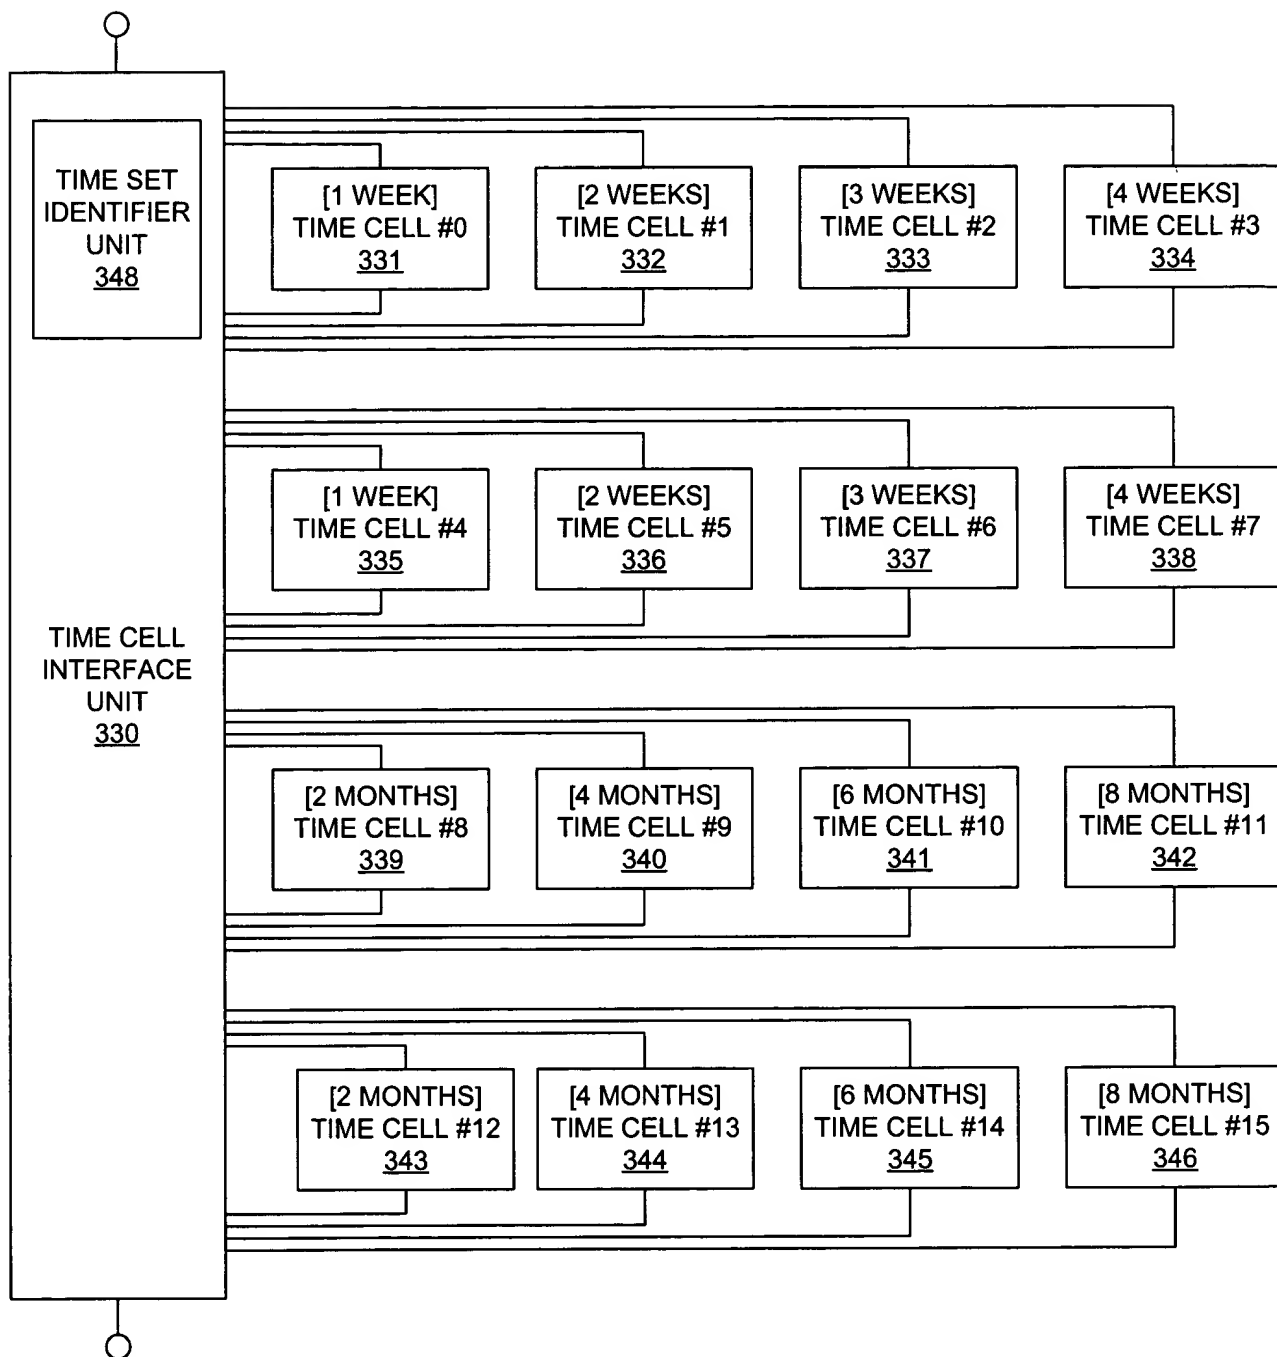 TIME SET
IDENTIFIER
UNIT
348
[1 WEEK]
TIME CELL #0
331
[2 WEEKS]
TIME CELL #1
332
[3 WEEKS]
TIME CELL #2
333
[4 WEEKS]
TIME CELL #3
334
[1 WEEK]
TIME CELL #4
335
[2 WEEKS]
TIME CELL #5
336
[3 WEEKS]
TIME CELL #6
337
[4 WEEKS]
TIME CELL #7
338
TIME CELL
INTERFACE
UNIT
330
[2 MONTHS]
TIME CELL #8
339
[4 MONTHS]
TIME CELL #9
340
[6 MONTHS]
TIME CELL #10
341
[8 MONTHS]
TIME CELL #11
342
[2 MONTHS]
TIME CELL #12
343
[4 MONTHS]
TIME CELL #13
344
[6 MONTHS]
TIME CELL #14
345
[8 MONTHS]
TIME CELL #15
346